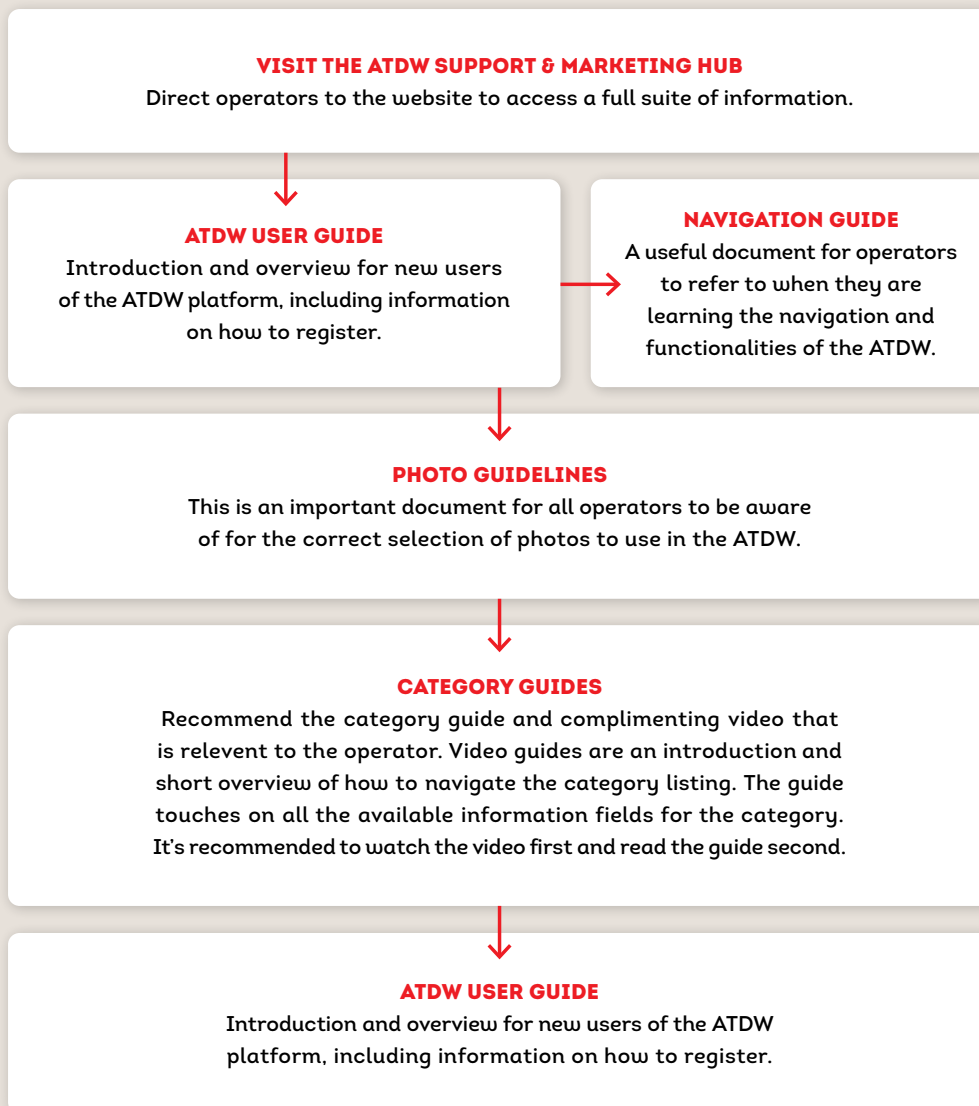 VISIT THE ATDW SUPPORT & MARKETING HUB
Direct operators to the website to access a full suite of information.
ATDW USER GUIDE
Introduction and overview for new users
of the ATDW platform, including information
on how to register.
NAVIGATION GUIDE
A useful document for operators
to refer to when they are
learning the navigation and
functionalities of the ATDW.
PHOTO GUIDELINES
This is an important document for all operators to be aware
of for the correct selection of photos to use in the ATDW.
CATEGORY GUIDES
Recommend the category guide and complimenting video that
is relevent to the operator. Video guides are an introduction and
short overview of how to navigate the category listing. The guide
touches on all the available information fields for the category.
It's recommended to watch the video first and read the guide second.
ATDW USER GUIDE
Introduction and overview for new users of the ATDW
platform, including information on how to register.